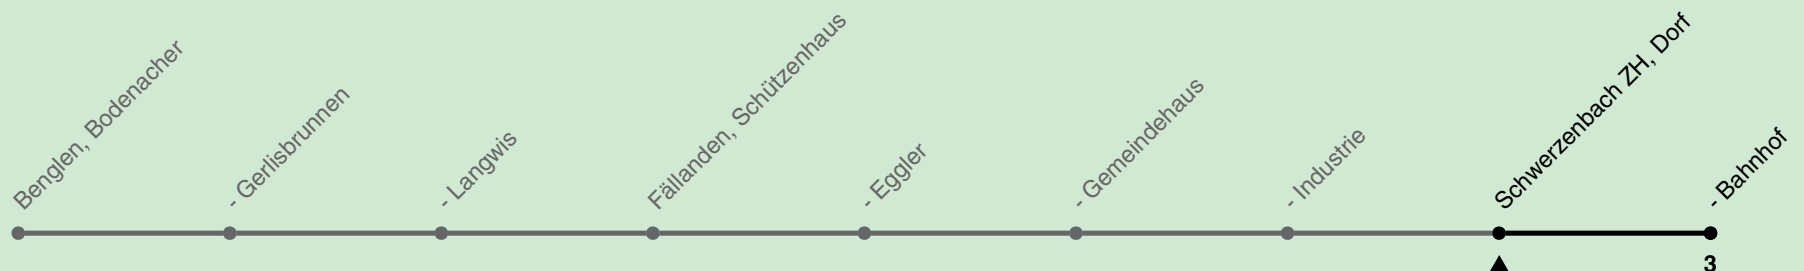 Benglen, Bodenacher
- Gerlisbrunnen
- Langwis
Fällanden, Schützenhaus
- Eggler
- Gemeindehaus
- Industrie
Schwerzenbach ZH, Dorf
- Bahnhof
3